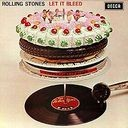 ROLLING STONES LET IT BLEED DECCA